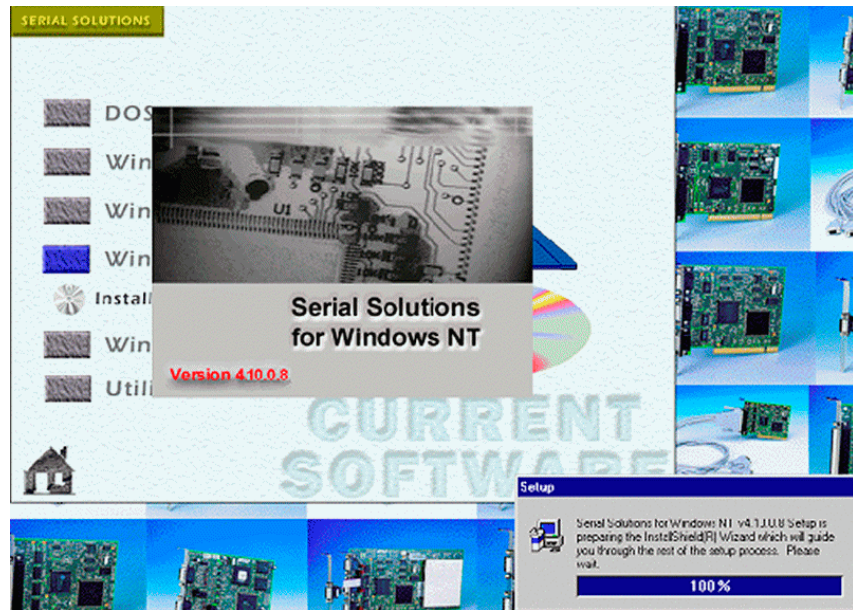 SERIAL SOLUTIONS
DOS
Win
Win
Win
Install
Win
Utili
U1
Serial Solutions
for Windows NT
Version 4.10.0.8
CURRENT
SOFTWARE
Setup
Serial Solutions for Windows NT v4.10.0.8 Setup is
preparing the InstallShield(R) Wizard which will guide
you through the rest of the setup process. Please
wait.
100%